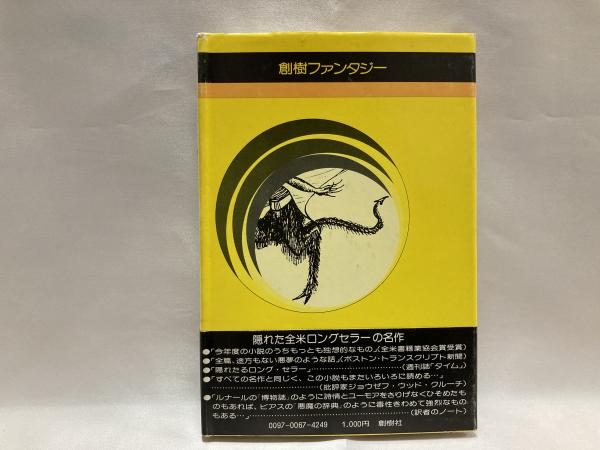 創樹ファンタジー
隠れた全米ロングセラーの名作
●「今年度の小説のうちもっとも独想的なもの」(全米書籍業協会賞受賞)
●「全篇、途方もない悪夢のような話」(ボストン・トランスクリプト新聞)
●「隠れたるロング・セラー」……………………(週刊誌『タイム』)
●「すべての名作と同じく、この小説もまたいろいろに読める…」
(批評家ジョウゼフ・ウッド・クルーチ)
●「ルナールの『博物誌』のように詩情とユーモアをさりげなくひそめたも
のもあれば、ビアスの『悪魔の辞典』のように毒性きわめて強烈なもの
もある…」……………………………………(訳者のノート)
0097-0067-4249 1,000円 創樹社